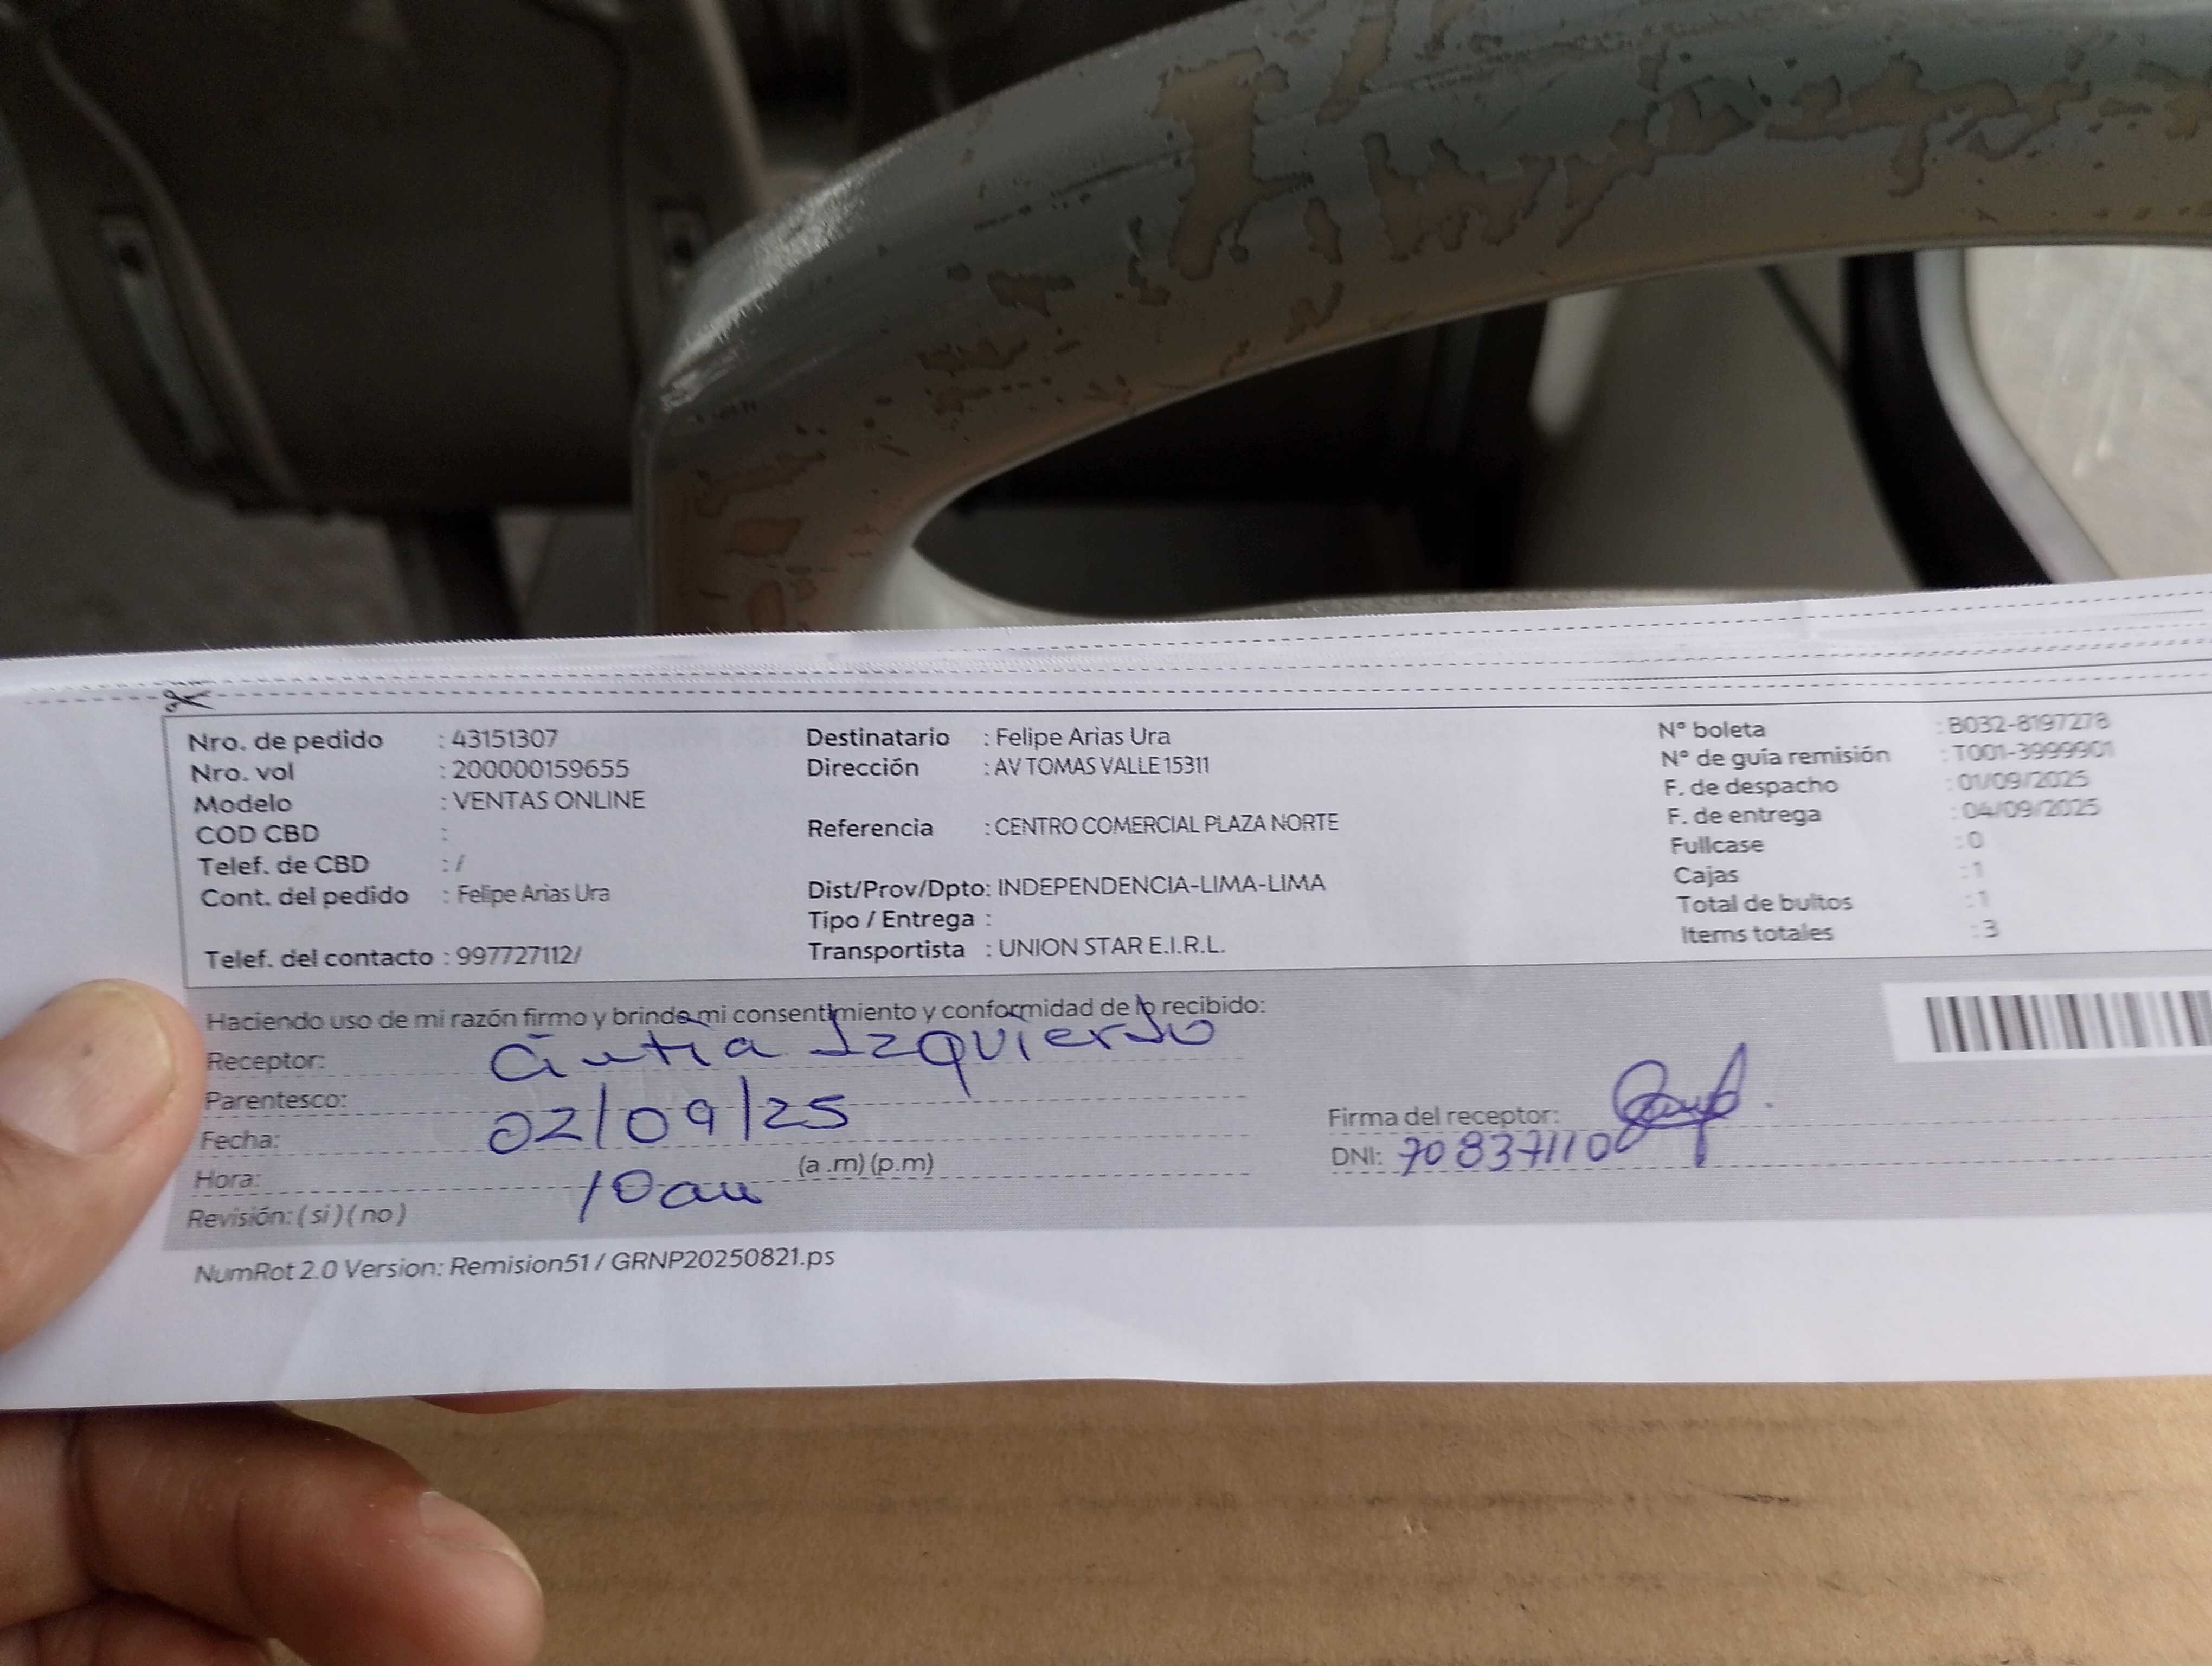 Nro. de pedido : 43151307
Nro. vol : 200000159655
Modelo : VENTAS ONLINE
COD CBD :
Telef. de CBD : /
Cont. del pedido : Felipe Arias Ura
Telef. del contacto : 997727112/
Destinatario : Felipe Arias Ura
Dirección : AV TOMAS VALLE 15311
Referencia : CENTRO COMERCIAL PLAZA NORTE
Dist/Prov/Dpto: INDEPENDENCIA-LIMA-LIMA
Tipo / Entrega :
Transportista : UNION STAR E.I.R.L.
N° boleta : B032-8197278
N° de guía remisión : T001-3999901
F. de despacho : 01/09/2025
F. de entrega : 04/09/2025
Fullcase : 0
Cajas : 1
Total de bultos : 1
Items totales : 3
Haciendo uso de mi razón firmo y brindo mi consentimiento y conformidad de lo recibido:
Receptor: Cintia Izquierdo
Parentesco:
Fecha: 02/09/25
Hora: 10am (a .m) (p.m)
Revisión: ( si ) ( no )
Firma del receptor:
DNI: 70837110
NumRot 2.0 Version: Remision51 / GRNP20250821.ps